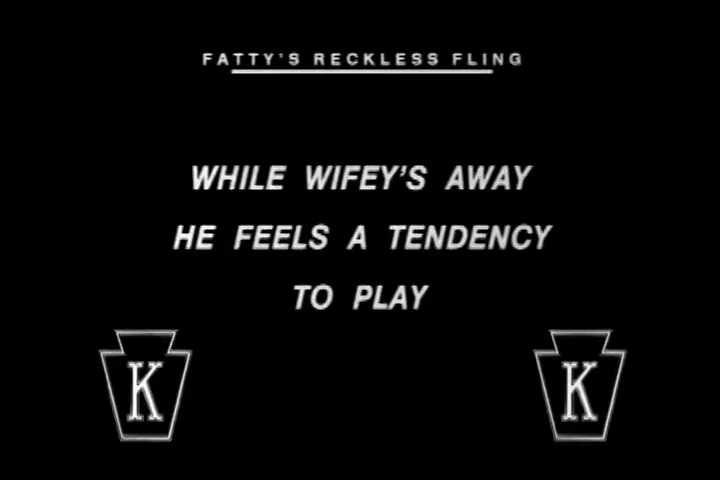 FATTY'S RECKLESS FLING
WHILE WIFEY'S AWAY
HE FEELS A TENDENCY
TO PLAY
K K